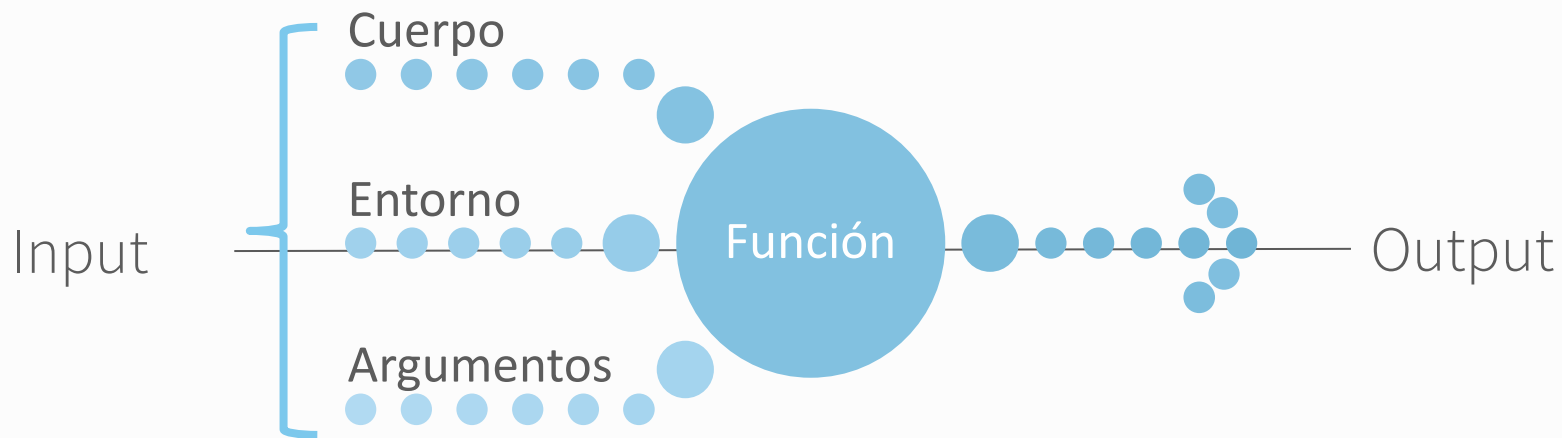 Cuerpo
Entorno
Input
Función
Output
Argumentos